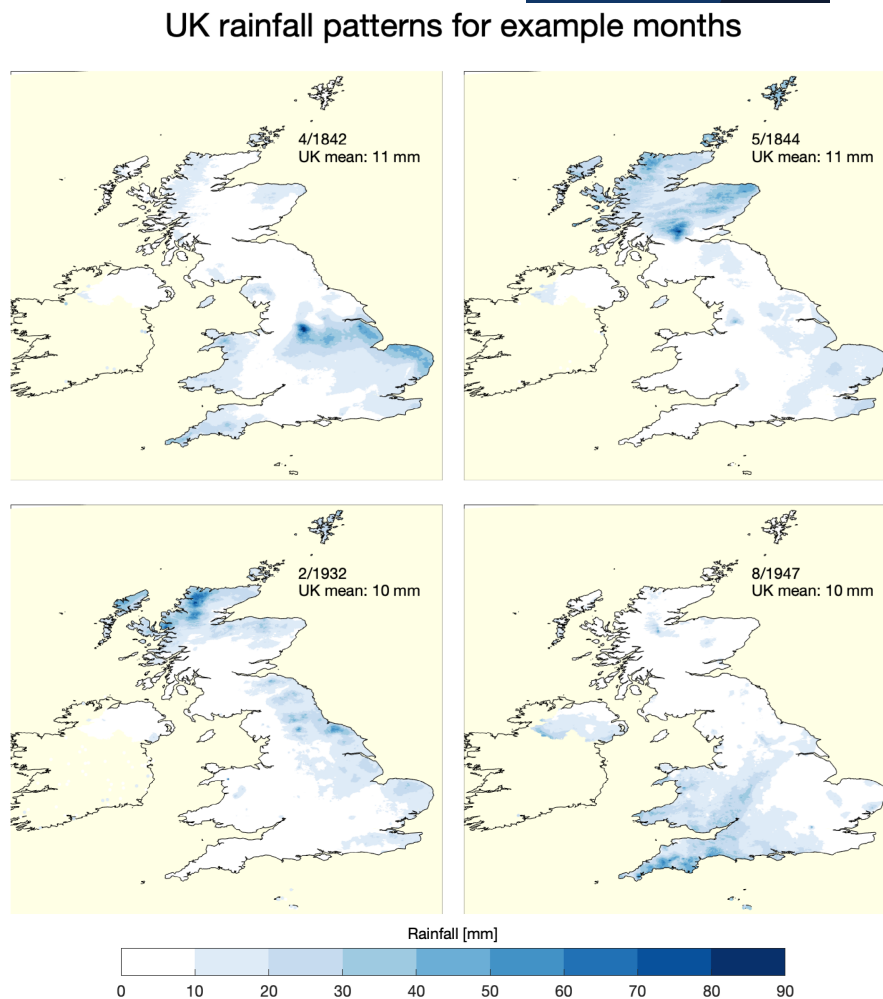 UK rainfall patterns for example months
4/1842
UK mean: 11 mm
5/1844
UK mean: 11 mm
2/1932
UK mean: 10 mm
8/1947
UK mean: 10 mm
Rainfall [mm]
0 10 20 30 40 50 60 70 80 90